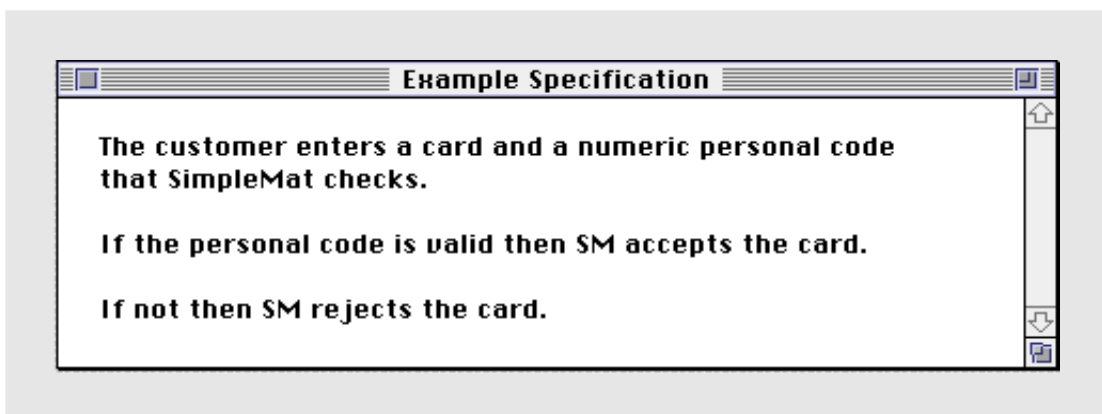 Example Specification
The customer enters a card and a numeric personal code
that SimpleMat checks.
If the personal code is valid then SM accepts the card.
If not then SM rejects the card.